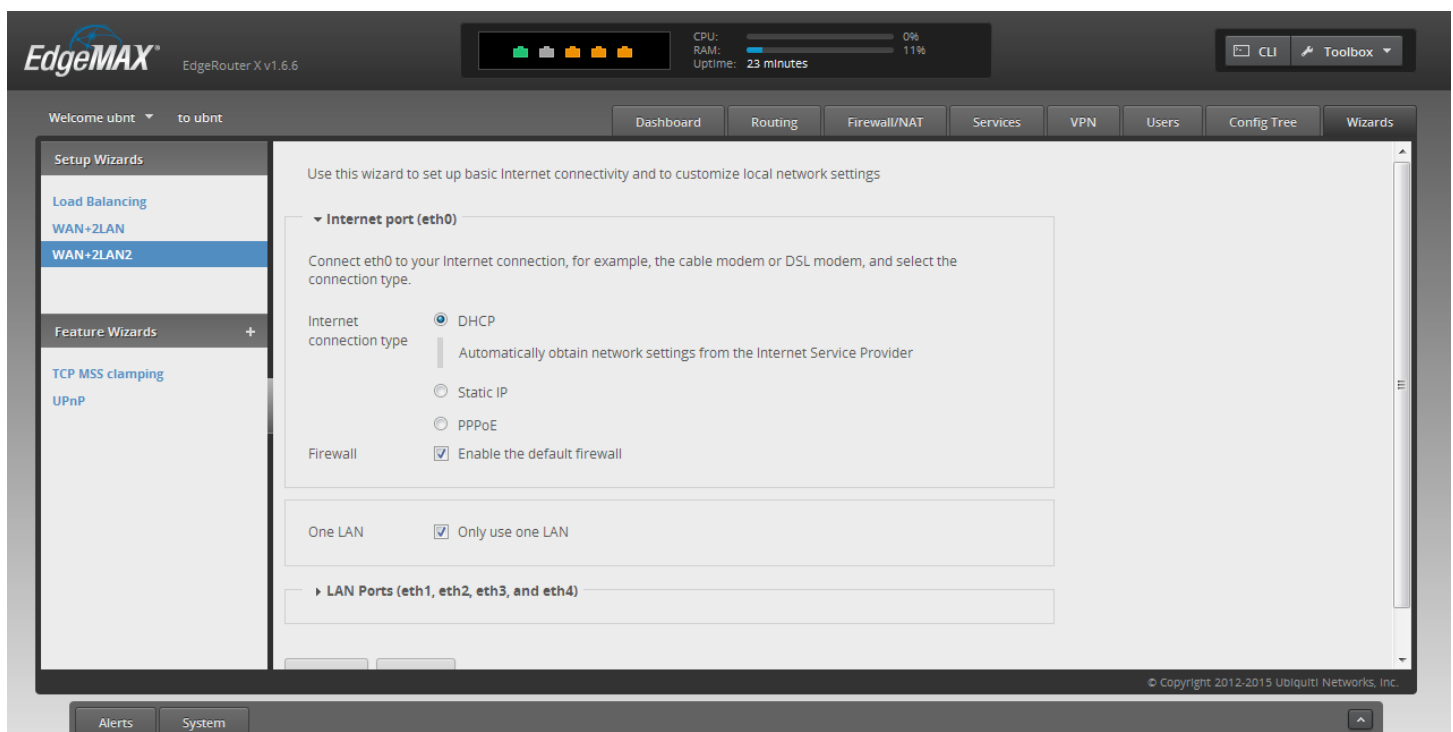 EdgeMAX®
EdgeRouter X v1.6.6
CPU: 0%
RAM: 11%
Uptime: 23 minutes
CLI
Toolbox
Welcome ubnt to ubnt
Dashboard Routing Firewall/NAT Services VPN Users Config Tree Wizards
Setup Wizards
Load Balancing
WAN+2LAN
WAN+2LAN2
Feature Wizards +
TCP MSS clamping
UPnP
Use this wizard to set up basic Internet connectivity and to customize local network settings
Internet port (eth0)
Connect eth0 to your Internet connection, for example, the cable modem or DSL modem, and select the
connection type.
Internet
connection type
DHCP
Automatically obtain network settings from the Internet Service Provider
Static IP
PPPoE
Firewall Enable the default firewall
One LAN Only use one LAN
LAN Ports (eth1, eth2, eth3, and eth4)
© Copyright 2012-2015 Ubiquiti Networks, Inc.
Alerts System